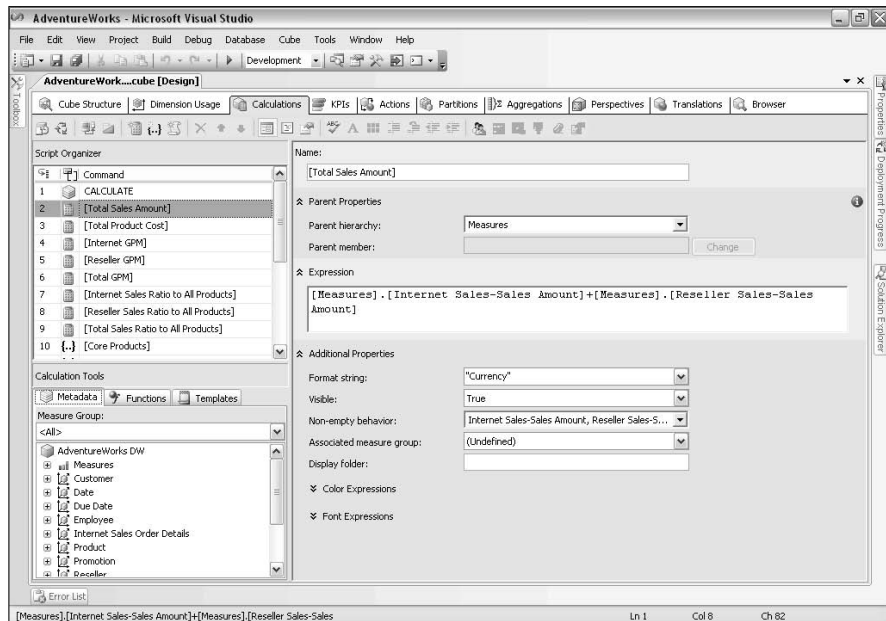 AdventureWorks - Microsoft Visual Studio
File Edit View Project Build Debug Database Cube Tools Window Help
Development
AdventureWork....cube [Design]
Toolbox
Cube Structure Dimension Usage Calculations KPIs Actions Partitions Aggregations Perspectives Translations Browser
Script Organizer
Command
1 CALCULATE
2 [Total Sales Amount]
3 [Total Product Cost]
4 [Internet GPM]
5 [Reseller GPM]
6 [Total GPM]
7 [Internet Sales Ratio to All Products]
8 [Reseller Sales Ratio to All Products]
9 [Total Sales Ratio to All Products]
10 {..} [Core Products]
Calculation Tools
Metadata Functions Templates
Measure Group:
<All>
AdventureWorks DW
Measures
Customer
Date
Due Date
Employee
Internet Sales Order Details
Product
Promotion
Reseller
Name:
[Total Sales Amount]
Parent Properties
Parent hierarchy: Measures
Parent member: Change
Expression
[Measures].[Internet Sales-Sales Amount]+[Measures].[Reseller Sales-Sales
Amount]
Additional Properties
Format string: "Currency"
Visible: True
Non-empty behavior: Internet Sales-Sales Amount, Reseller Sales-S...
Associated measure group: (Undefined)
Display folder:
Color Expressions
Font Expressions
Properties
Deployment Progress
Solution Explorer
Error List
[Measures].[Internet Sales-Sales Amount]+[Measures].[Reseller Sales-Sales Ln 1 Col 8 Ch 82